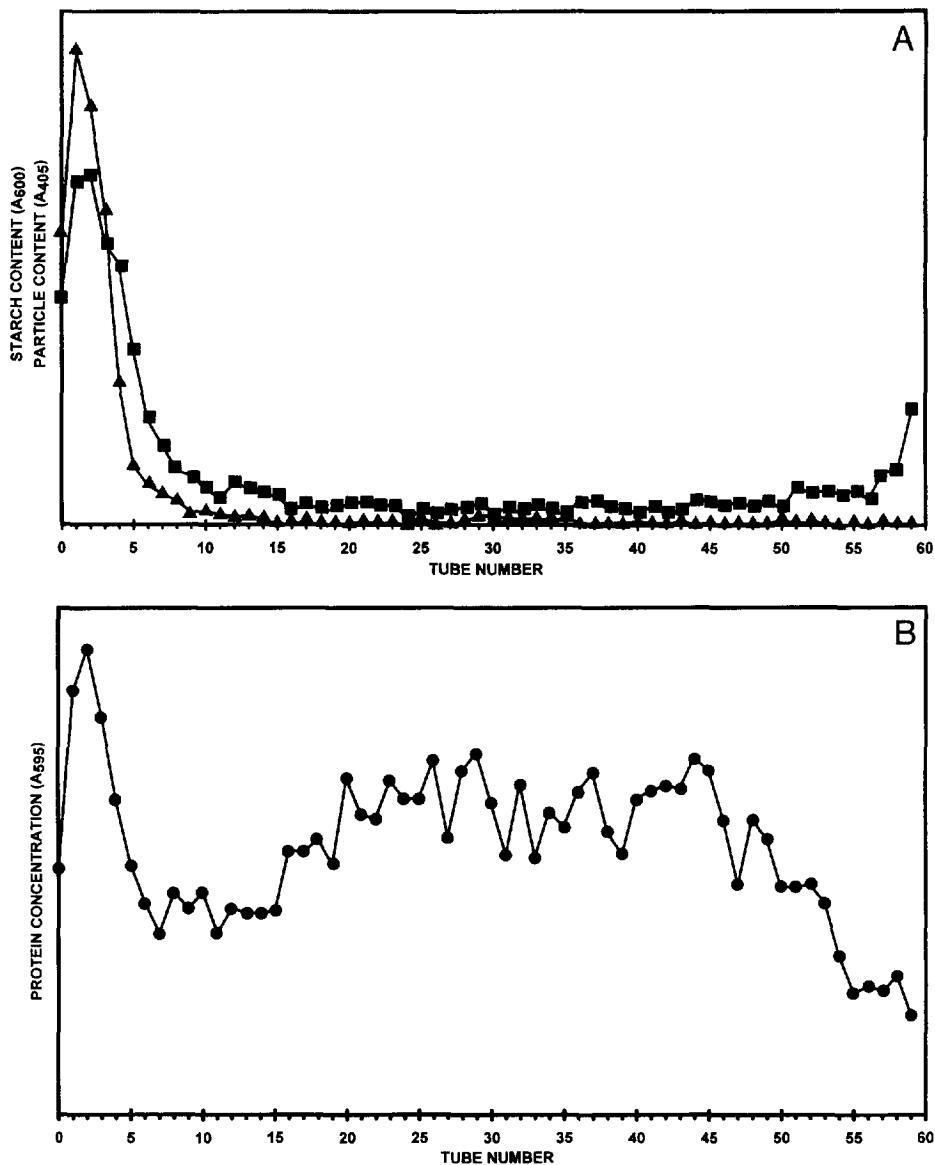 A
STARCH CONTENT (A600)
PARTICLE CONTENT (A405)
0 5 10 15 20 25 30 35 40 45 50 55 60
TUBE NUMBER
B
PROTEIN CONCENTRATION (A595)
0 5 10 15 20 25 30 35 40 45 50 55 60
TUBE NUMBER